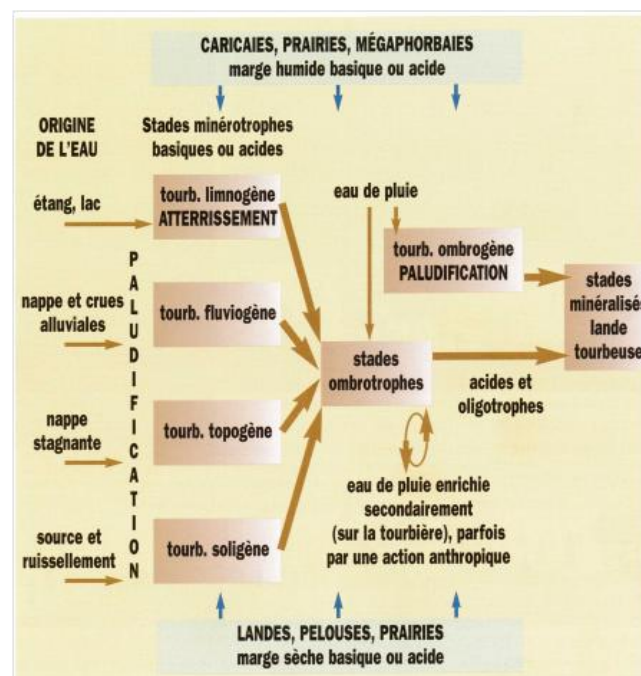 CARICAIES, PRAIRIES, MÉGAPHORBAIES
marge humide basique ou acide
ORIGINE
DE L'EAU
Stades minérotrophes
basiques ou acides
étang, lac
tourb. limnogène
ATTERRISSEMENT
eau de pluie
tourb. ombrogène
PALUDIFICATION
stades
minéralisés
lande
tourbeuse
PALUDIFICATION
nappe et crues
alluviales
tourb. fluviogène
stades
ombrotrophes
acides et
oligotrophes
nappe
stagnante
tourb. topogène
eau de pluie enrichie
secondairement
(sur la tourbière), parfois
par une action anthropique
source et
ruissellement
tourb. soligène
LANDES, PELOUSES, PRAIRIES
marge sèche basique ou acide